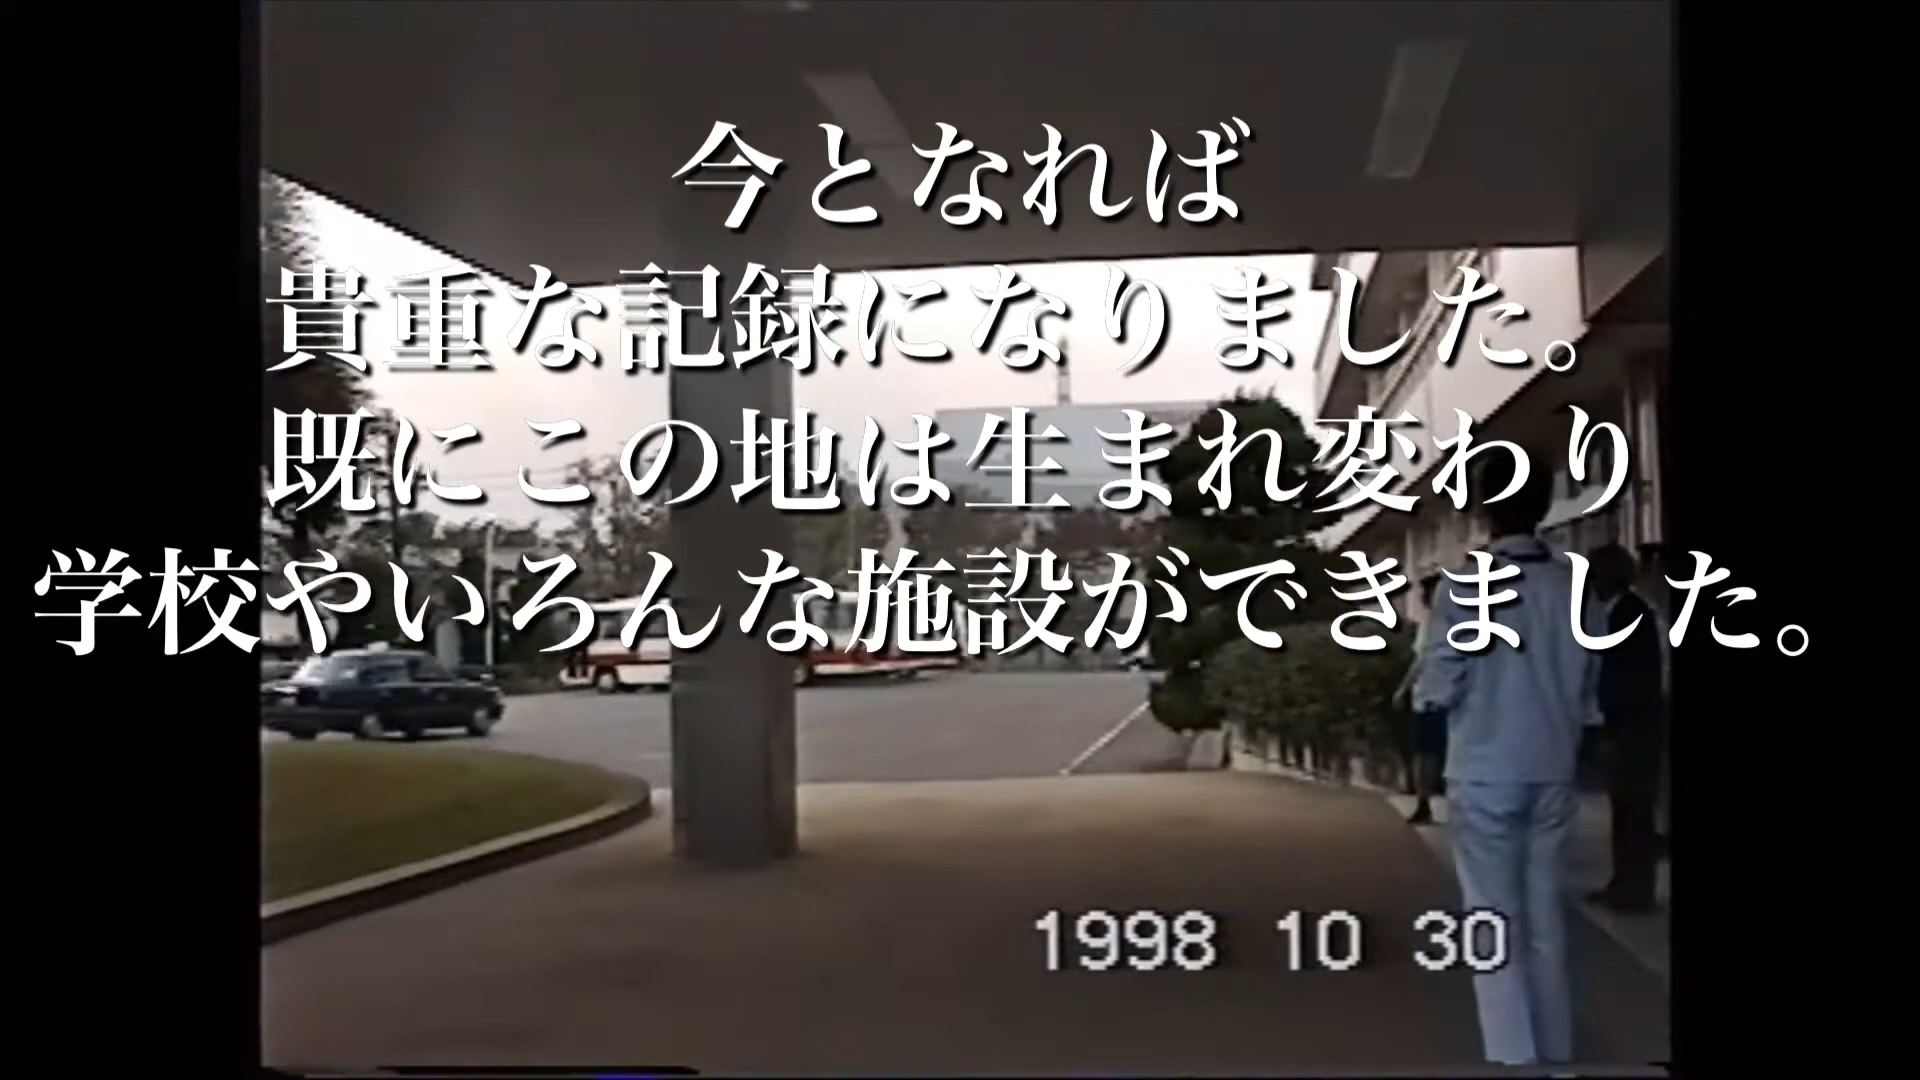 今となれば
貴重な記録になりました。
既にこの地は生まれ変わり
学校やいろんな施設ができました。
1998 10 30